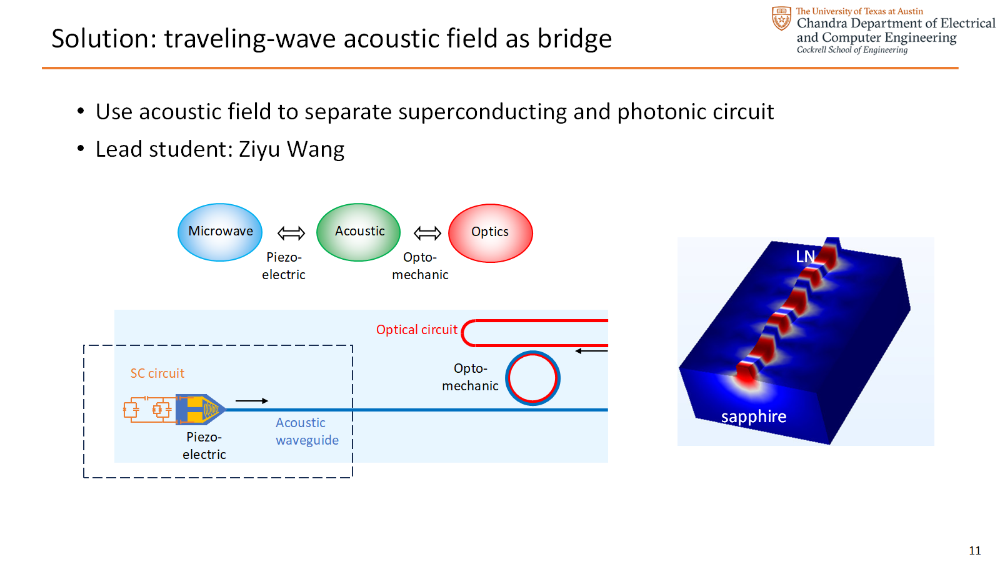 The University of Texas at Austin
Chandra Department of Electrical
and Computer Engineering
Cockrell School of Engineering
Solution: traveling-wave acoustic field as bridge
• Use acoustic field to separate superconducting and photonic circuit
• Lead student: Ziyu Wang
Microwave
Acoustic
Optics
Piezo-
electric
Opto-
mechanic
Optical circuit
SC circuit
Opto-
mechanic
Acoustic
waveguide
Piezo-
electric
LN
sapphire
11